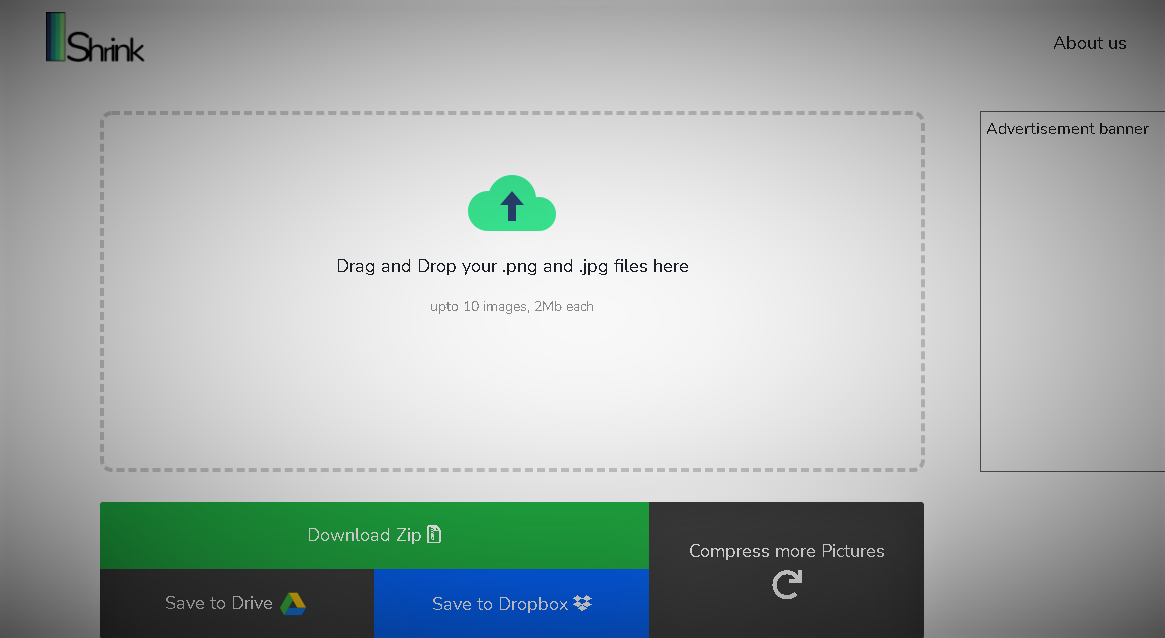 Shrink
About us
Advertisement banner
Drag and Drop your .png and .jpg files here
upto 10 images, 2Mb each
Download Zip
Compress more Pictures
Save to Drive
Save to Dropbox